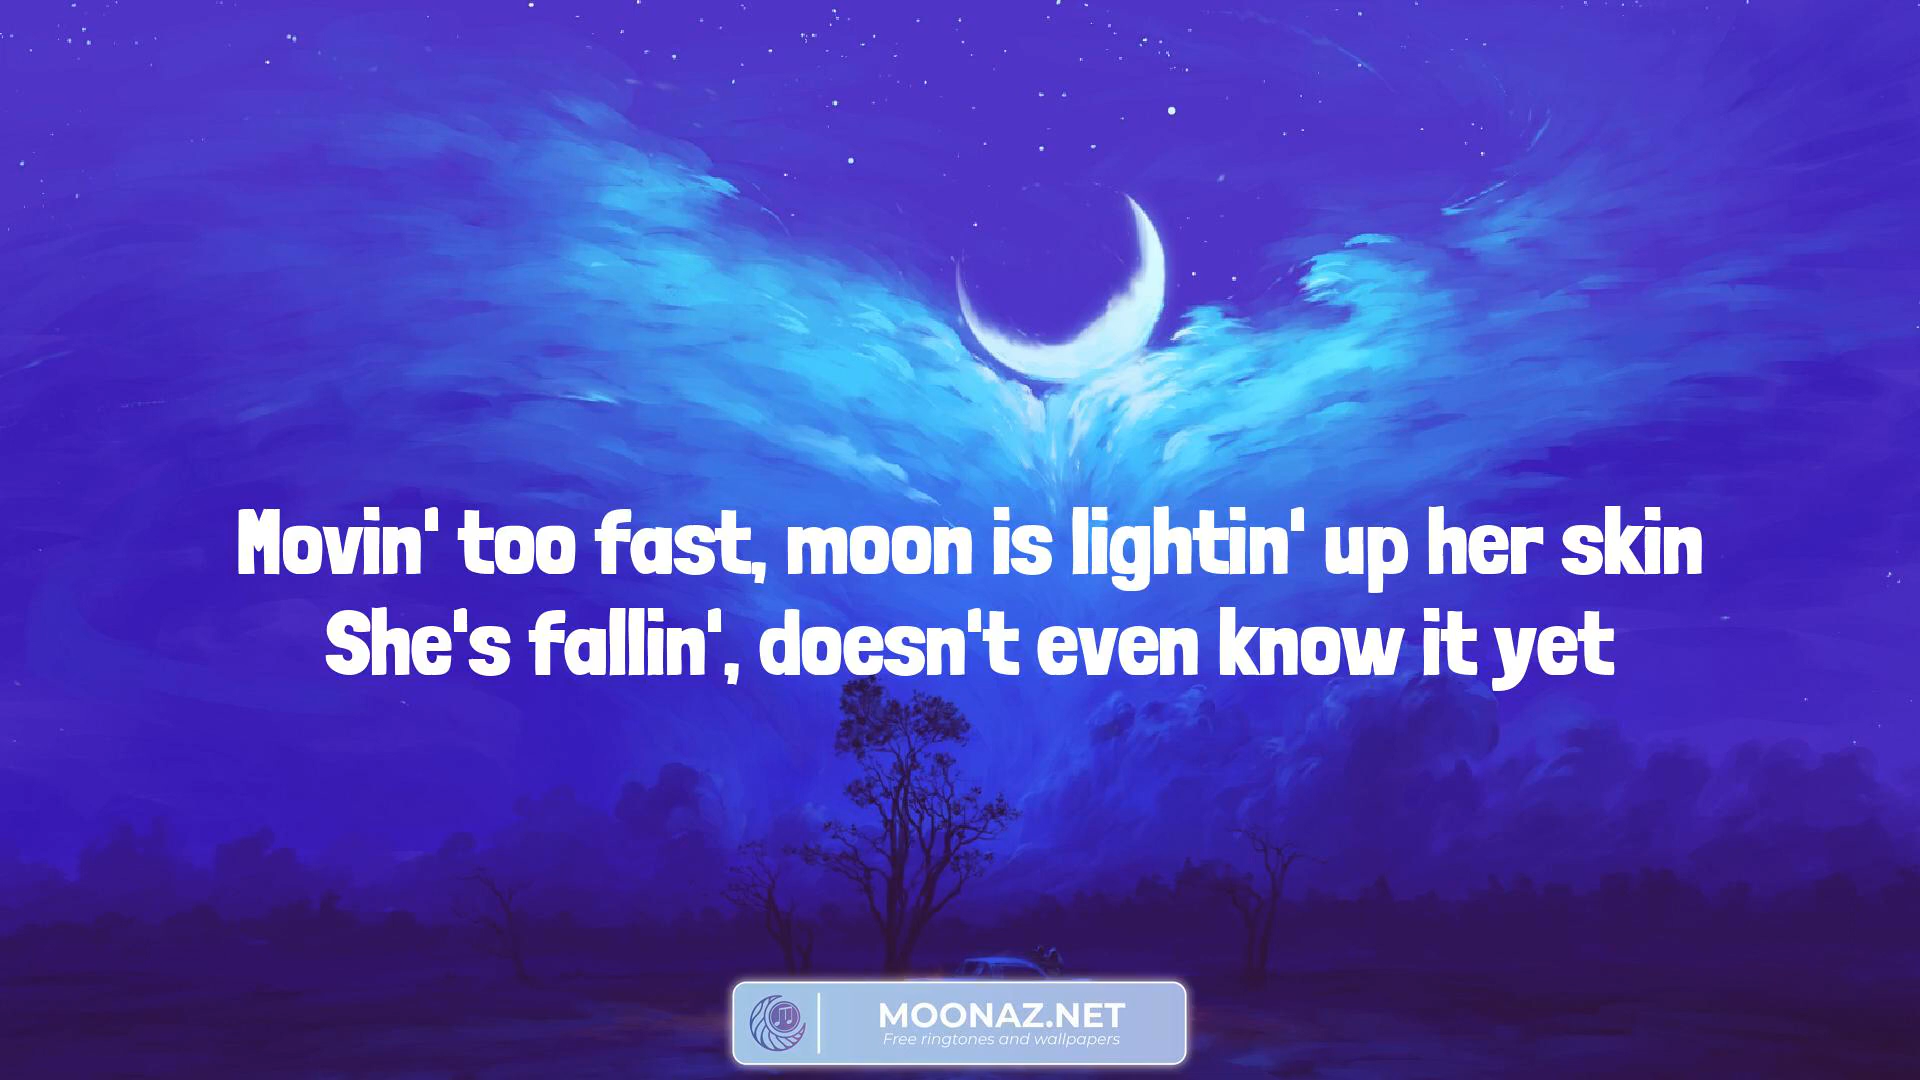 Movin' too fast, moon is lightin' up her skin
She's fallin', doesn't even know it yet
MOONAZ.NET
Free ringtones and wallpapers